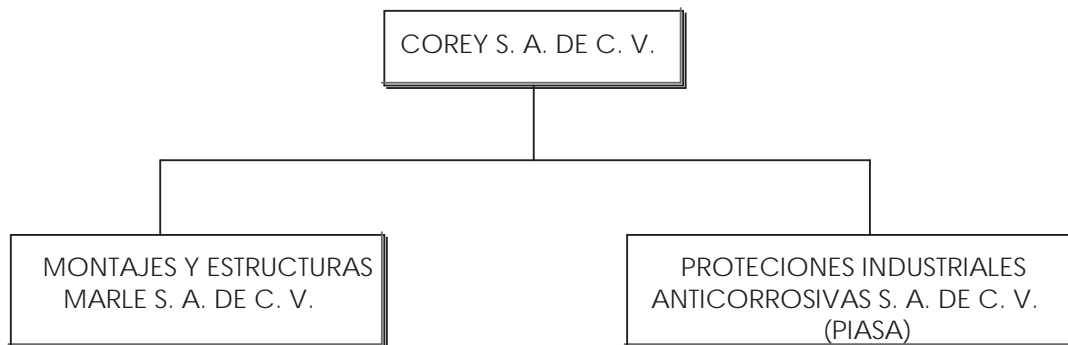 COREY S. A. DE C. V.
MONTAJES Y ESTRUCTURAS
MARLE S. A. DE C. V.
PROTECIONES INDUSTRIALES
ANTICORROSIVAS S. A. DE C. V.
(PIASA)